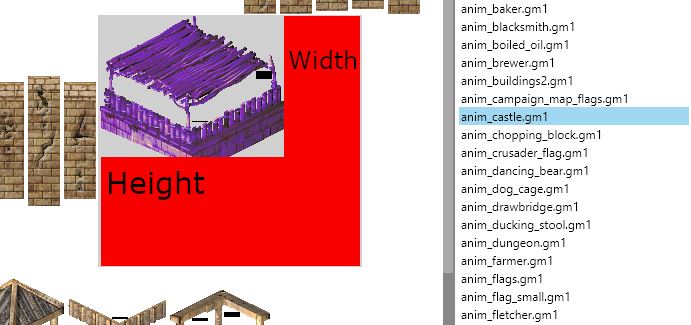 Width
Height
anim_baker.gm1
anim_blacksmith.gm1
anim_boiled_oil.gm1
anim_brewer.gm1
anim_buildings2.gm1
anim_campaign_map_flags.gm1
anim_castle.gm1
anim_chopping_block.gm1
anim_crusader_flag.gm1
anim_dancing_bear.gm1
anim_dog_cage.gm1
anim_drawbridge.gm1
anim_ducking_stool.gm1
anim_dungeon.gm1
anim_farmer.gm1
anim_flags.gm1
anim_flag_small.gm1
anim_fletcher.gm1